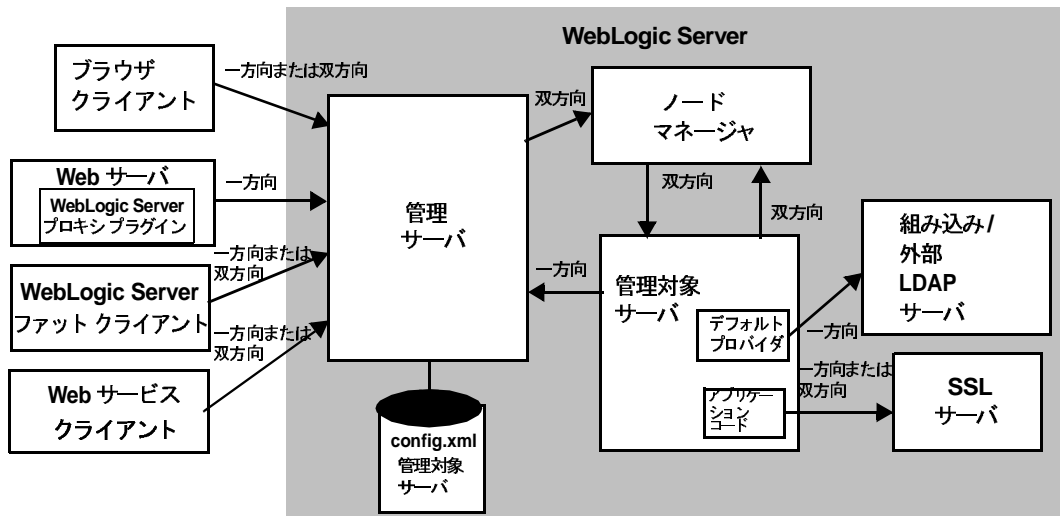 WebLogic Server
ブラウザ
クライアント
一方向または双方向
Web サーバ
WebLogic Server
プロキシ プラグイン
一方向
WebLogic Server
ファット クライアント
一方向または
双方向
Web サービス
クライアント
一方向または
双方向
管理
サーバ
config.xml
管理対象
サーバ
双方向
ノード
マネージャ
双方向
双方向
一方向
管理対象
サーバ
デフォルト
プロバイダ
アプリケー
ション
コード
組み込み/
外部
LDAP
サーバ
一方向
一方向または
双方向
SSL
サーバ